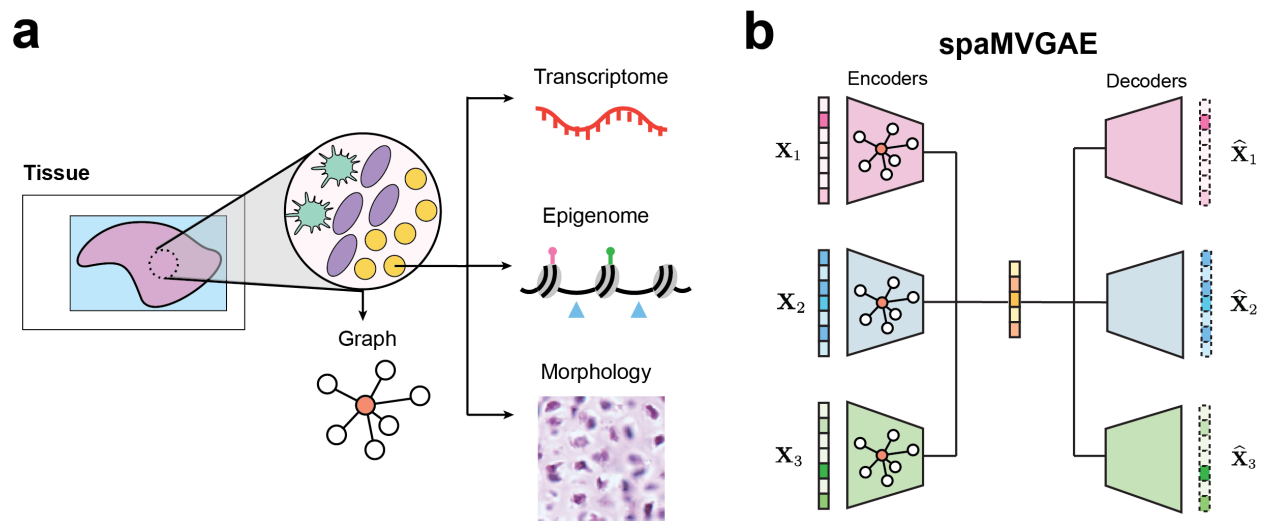 a
Tissue
Graph
Transcriptome
Epigenome
Morphology
b
spaMVGAE
Encoders
Decoders
x₁
x̂₁
x₂
x̂₂
x₃
x̂₃